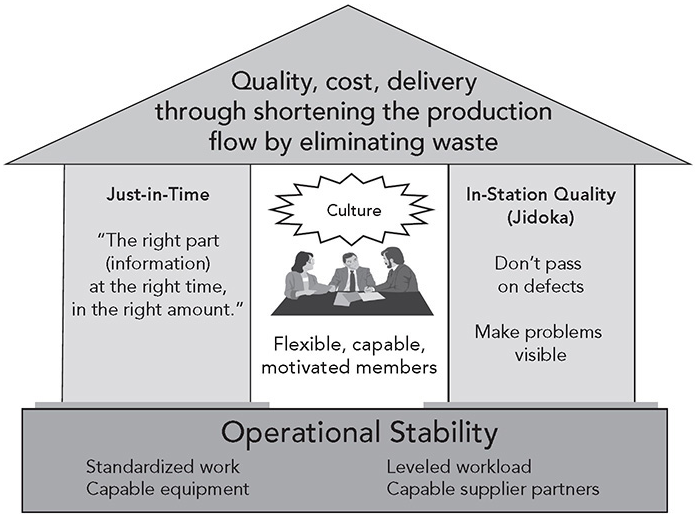 Quality, cost, delivery
through shortening the production
flow by eliminating waste
Just-in-Time
“The right part
(information)
at the right time,
in the right amount.”
Culture
Flexible, capable,
motivated members
In-Station Quality
(Jidoka)
Don’t pass
on defects
Make problems
visible
Operational Stability
Standardized work
Capable equipment
Leveled workload
Capable supplier partners